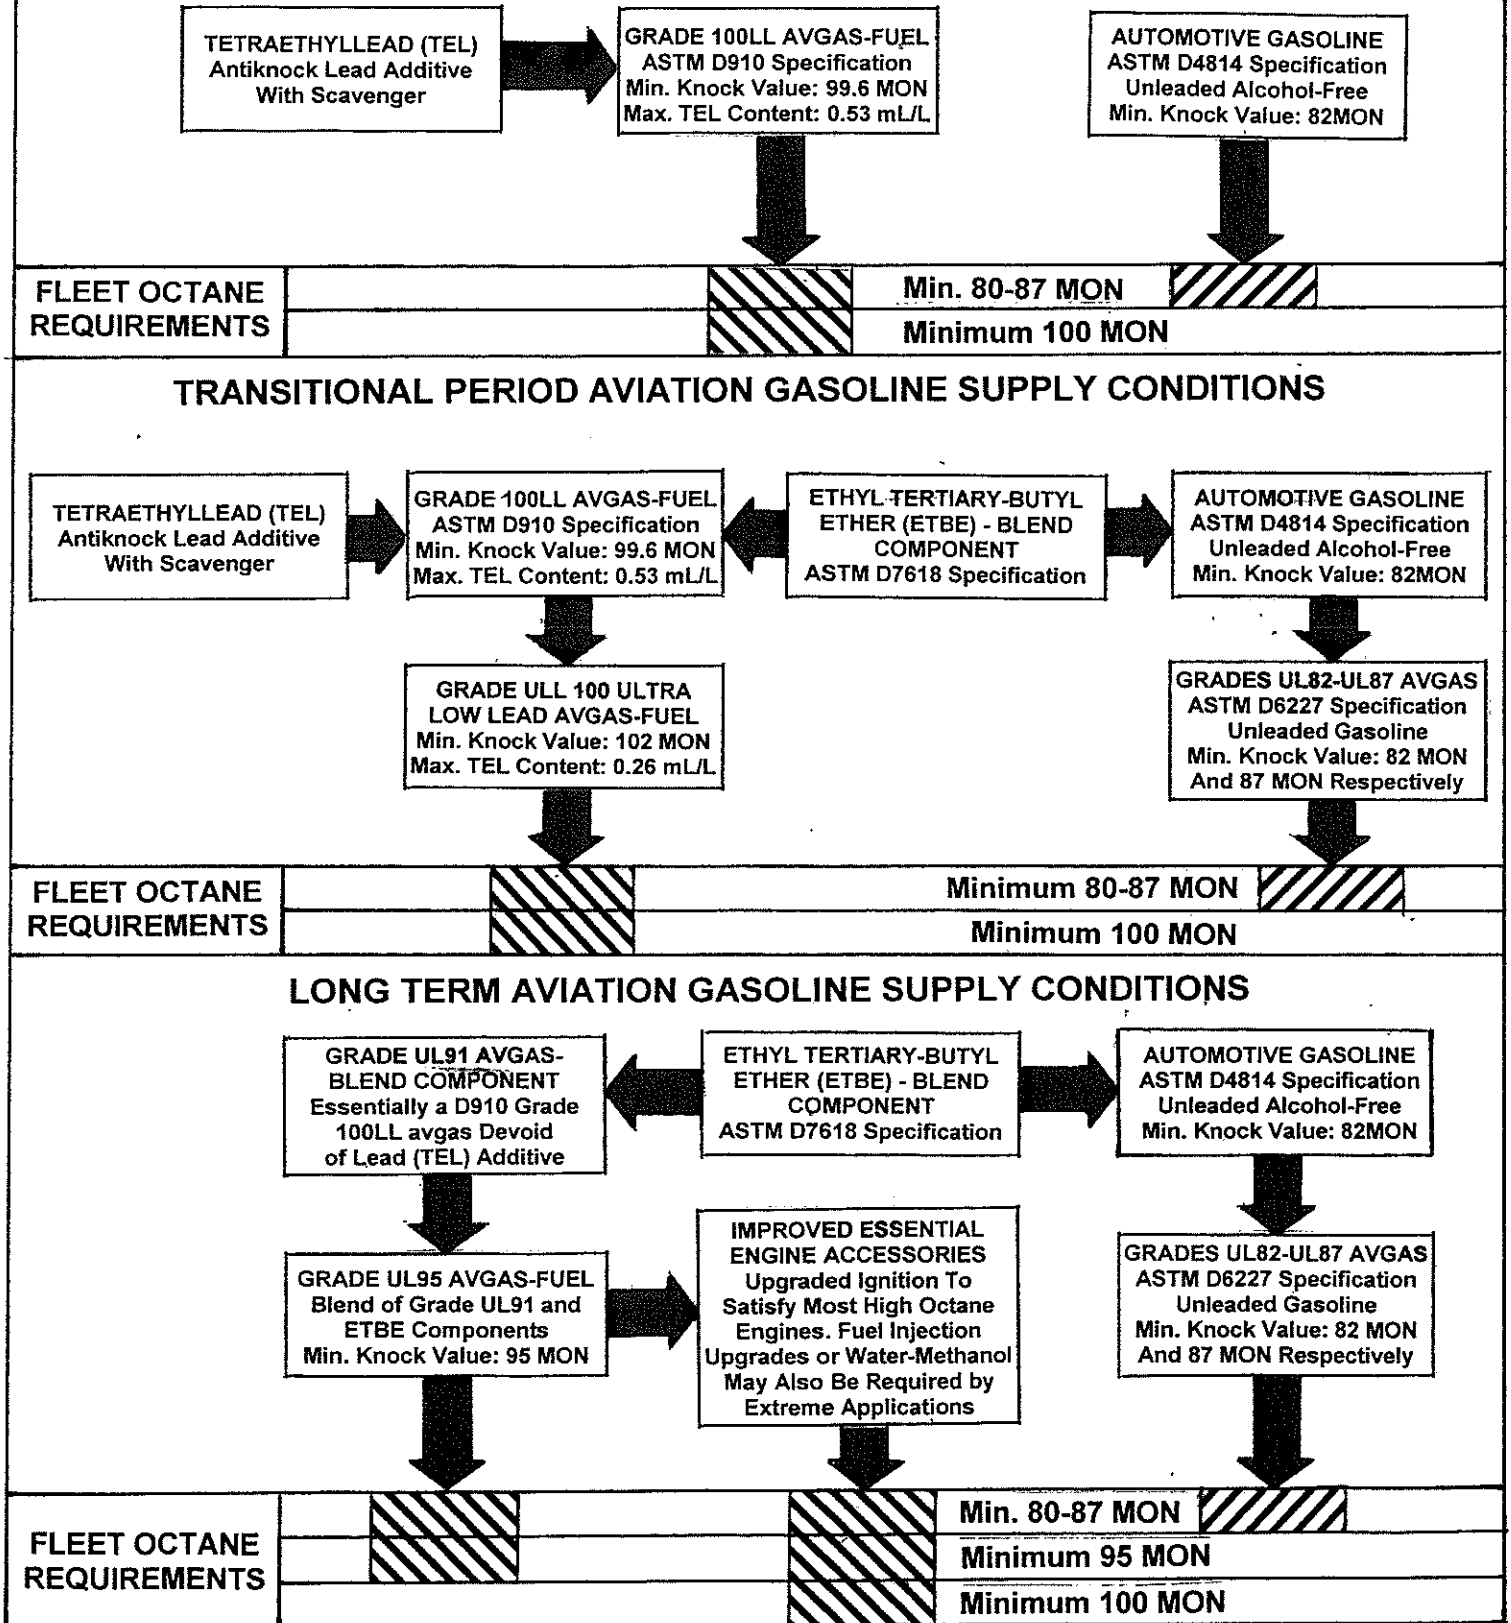 TETRAETHYLLEAD (TEL)
Antiknock Lead Additive
With Scavenger
GRADE 100LL AVGAS-FUEL
ASTM D910 Specification
Min. Knock Value: 99.6 MON
Max. TEL Content: 0.53 mL/L
AUTOMOTIVE GASOLINE
ASTM D4814 Specification
Unleaded Alcohol-Free
Min. Knock Value: 82MON
FLEET OCTANE
REQUIREMENTS
Min. 80-87 MON
Minimum 100 MON
TRANSITIONAL PERIOD AVIATION GASOLINE SUPPLY CONDITIONS
TETRAETHYLLEAD (TEL)
Antiknock Lead Additive
With Scavenger
GRADE 100LL AVGAS-FUEL
ASTM D910 Specification
Min. Knock Value: 99.6 MON
Max. TEL Content: 0.53 mL/L
ETHYL TERTIARY-BUTYL
ETHER (ETBE) - BLEND
COMPONENT
ASTM D7618 Specification
AUTOMOTIVE GASOLINE
ASTM D4814 Specification
Unleaded Alcohol-Free
Min. Knock Value: 82MON
GRADE ULL 100 ULTRA
LOW LEAD AVGAS-FUEL
Min. Knock Value: 102 MON
Max. TEL Content: 0.26 mL/L
GRADES UL82-UL87 AVGAS
ASTM D6227 Specification
Unleaded Gasoline
Min. Knock Value: 82 MON
And 87 MON Respectively
FLEET OCTANE
REQUIREMENTS
Minimum 80-87 MON
Minimum 100 MON
LONG TERM AVIATION GASOLINE SUPPLY CONDITIONS
GRADE UL91 AVGAS-
BLEND COMPONENT
Essentially a D910 Grade
100LL avgas Devoid
of Lead (TEL) Additive
ETHYL TERTIARY-BUTYL
ETHER (ETBE) - BLEND
COMPONENT
ASTM D7618 Specification
AUTOMOTIVE GASOLINE
ASTM D4814 Specification
Unleaded Alcohol-Free
Min. Knock Value: 82MON
GRADE UL95 AVGAS-FUEL
Blend of Grade UL91 and
ETBE Components
Min. Knock Value: 95 MON
IMPROVED ESSENTIAL
ENGINE ACCESSORIES
Upgraded Ignition To
Satisfy Most High Octane
Engines. Fuel Injection
Upgrades or Water-Methanol
May Also Be Required by
Extreme Applications
GRADES UL82-UL87 AVGAS
ASTM D6227 Specification
Unleaded Gasoline
Min. Knock Value: 82 MON
And 87 MON Respectively
FLEET OCTANE
REQUIREMENTS
Min. 80-87 MON
Minimum 95 MON
Minimum 100 MON